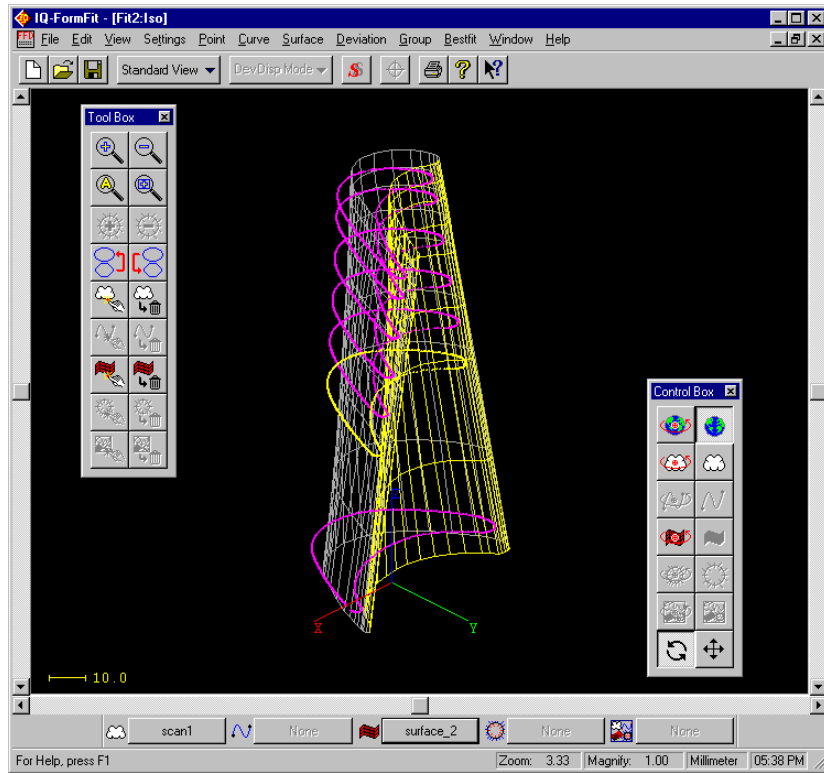 IQ-FormFit - [Fit2:Iso]
File Edit View Settings Point Curve Surface Deviation Group Bestfit Window Help
Standard View DevDisp Mode
Tool Box
Control Box
X
Y
10.0
scan1 None surface_2 None None
For Help, press F1 Zoom: 3.33 Magnify: 1.00 Millimeter 05:38 PM